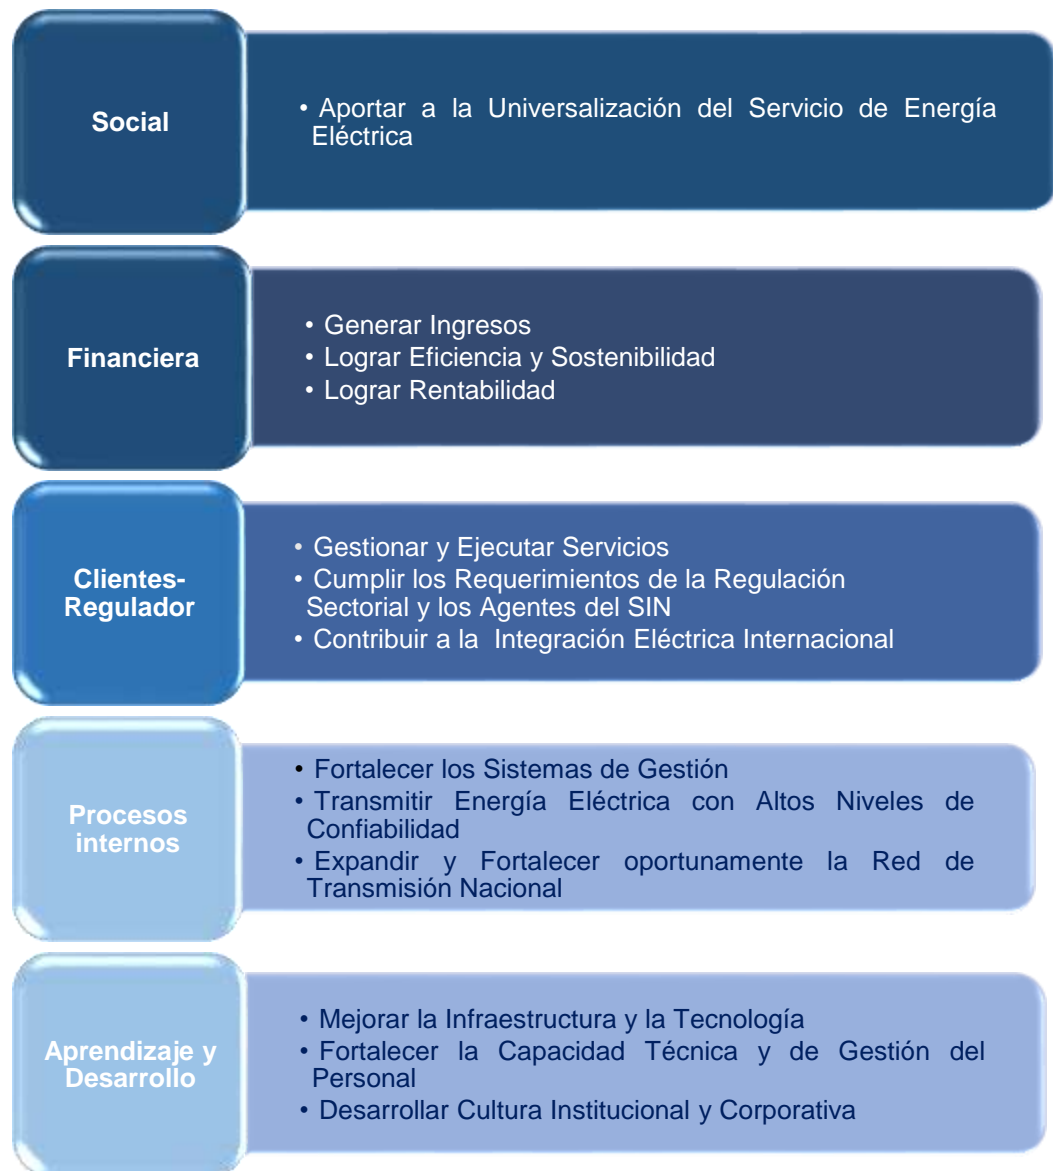 Social
• Aportar a la Universalización del Servicio de Energía
Eléctrica
Financiera
• Generar Ingresos
• Lograr Eficiencia y Sostenibilidad
• Lograr Rentabilidad
Clientes-
Regulador
• Gestionar y Ejecutar Servicios
• Cumplir los Requerimientos de la Regulación
Sectorial y los Agentes del SIN
• Contribuir a la Integración Eléctrica Internacional
Procesos
internos
• Fortalecer los Sistemas de Gestión
• Transmitir Energía Eléctrica con Altos Niveles de
Confiabilidad
• Expandir y Fortalecer oportunamente la Red de
Transmisión Nacional
Aprendizaje y
Desarrollo
• Mejorar la Infraestructura y la Tecnología
• Fortalecer la Capacidad Técnica y de Gestión del
Personal
• Desarrollar Cultura Institucional y Corporativa